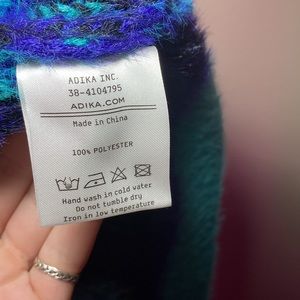 ADIKA INC.
38-4104795
ADIKA.COM
Made in China
100% POLYESTER
Hand wash in cold water
Do not tumble dry
Iron in low temperature